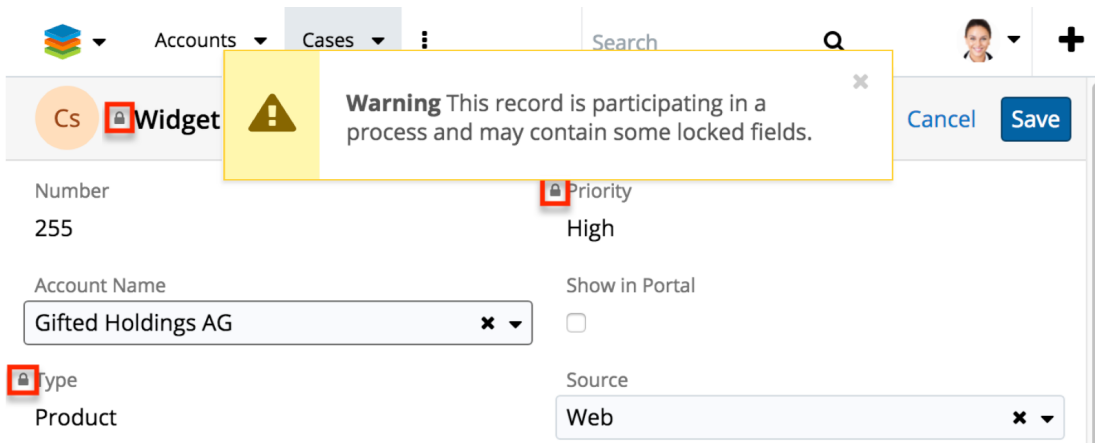 Accounts Cases Search
Warning This record is participating in a
process and may contain some locked fields.
Cs Widget Cancel Save
Number Priority
255 High
Account Name Show in Portal
Gifted Holdings AG
Type Source
Product Web